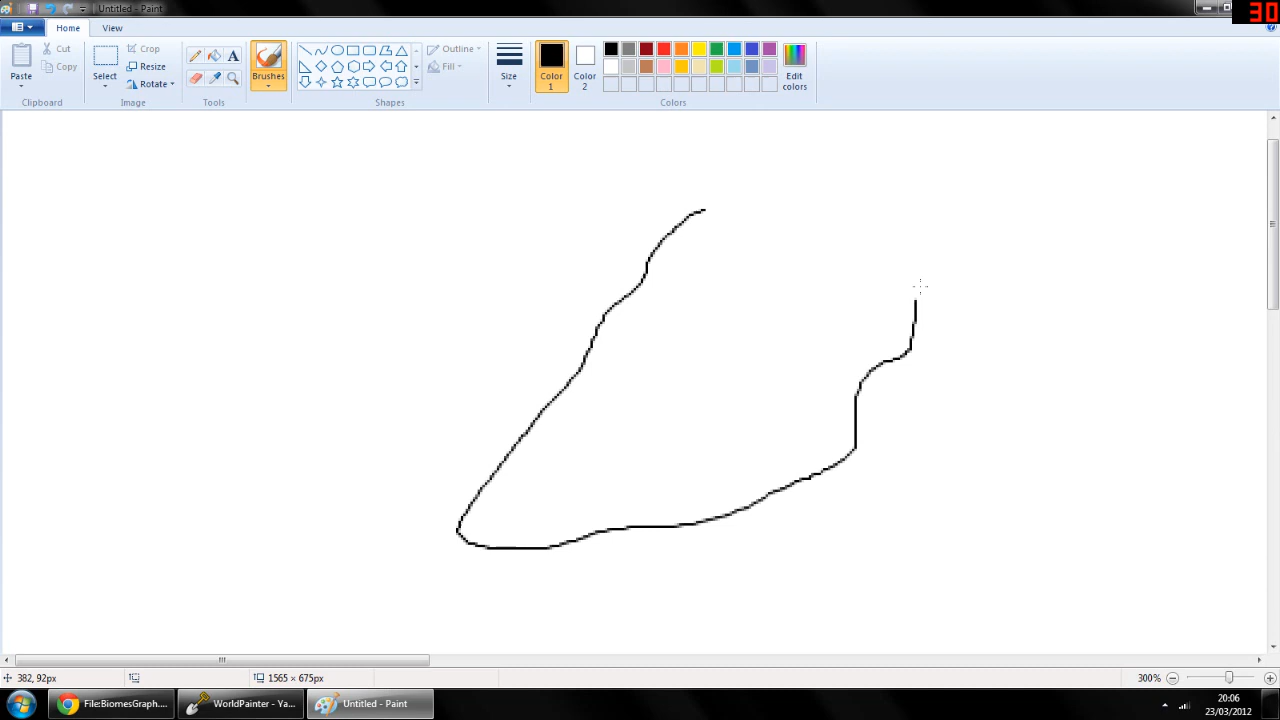 Untitled - Paint
30
Home
View
Paste
Cut
Copy
Clipboard
Select
Crop
Resize
Rotate
Image
A
Tools
Brushes
Shapes
Outline
Fill
Size
Color 1
Color 2
Edit colors
Colors
382, 92px
1565 × 675px
300%
File:BiomesGraph....
WorldPainter - Ya...
Untitled - Paint
20:06
23/03/2012